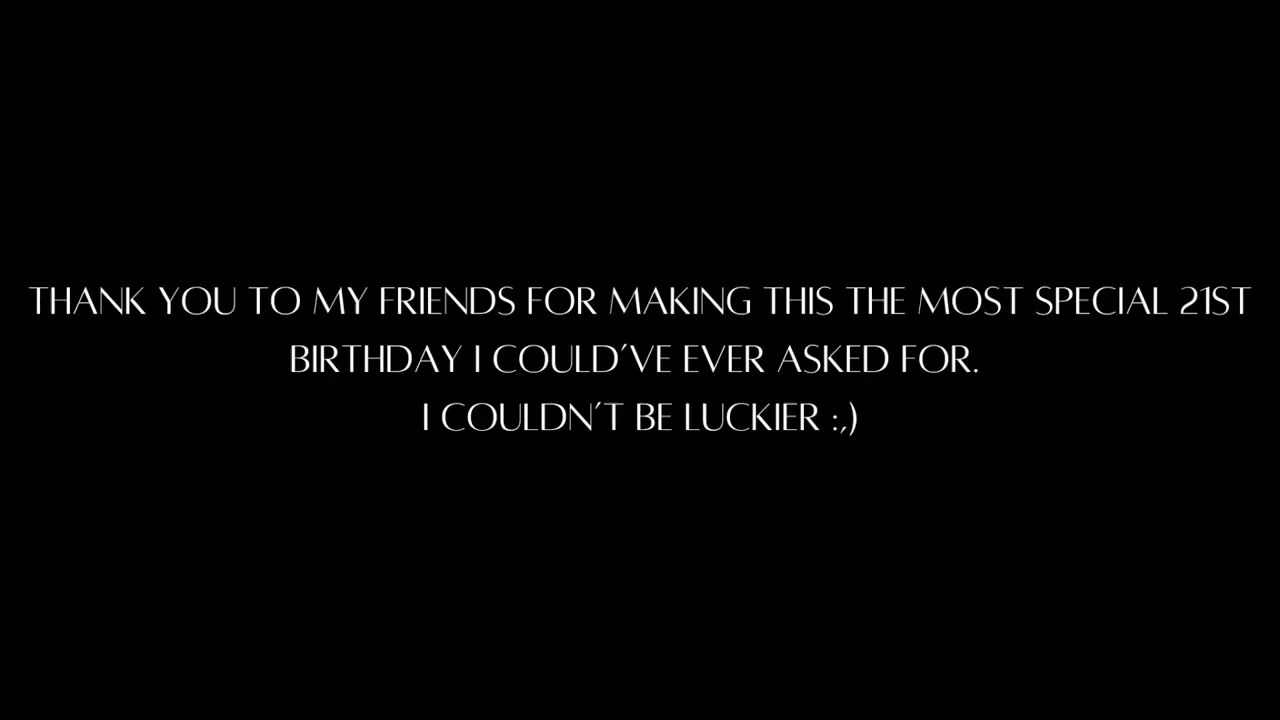 THANK YOU TO MY FRIENDS FOR MAKING THIS THE MOST SPECIAL 21ST
BIRTHDAY I COULD'VE EVER ASKED FOR.
I COULDN'T BE LUCKIER :,)